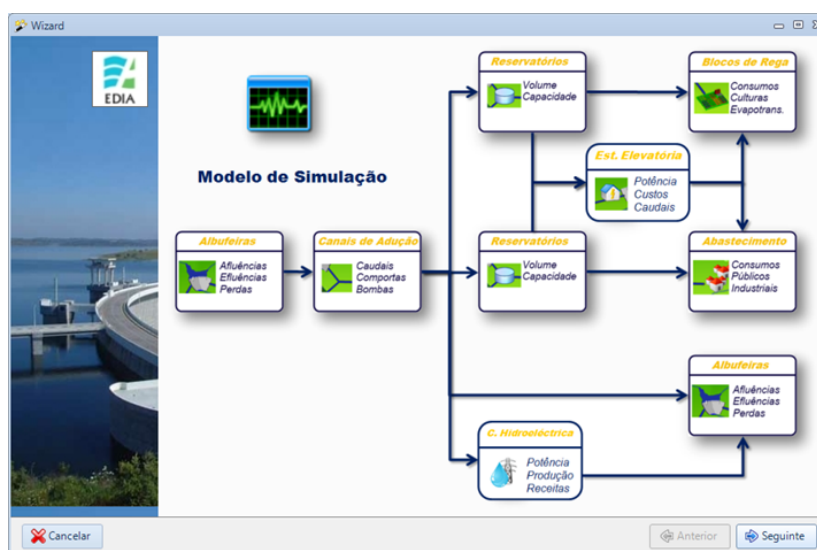 Wizard
EDIA
Modelo de Simulação
Reservatórios
Volume
Capacidade
Blocos de Rega
Consumos
Culturas
Evapotrans.
Est. Elevatória
Potência
Custos
Caudais
Albufeiras
Afluências
Efluências
Perdas
Canais de Adução
Caudais
Comportas
Bombas
Reservatórios
Volume
Capacidade
Abastecimento
Consumos
Públicos
Industriais
Albufeiras
Afluências
Efluências
Perdas
C. Hidroeléctrica
Potência
Produção
Receitas
Cancelar
Anterior
Seguinte